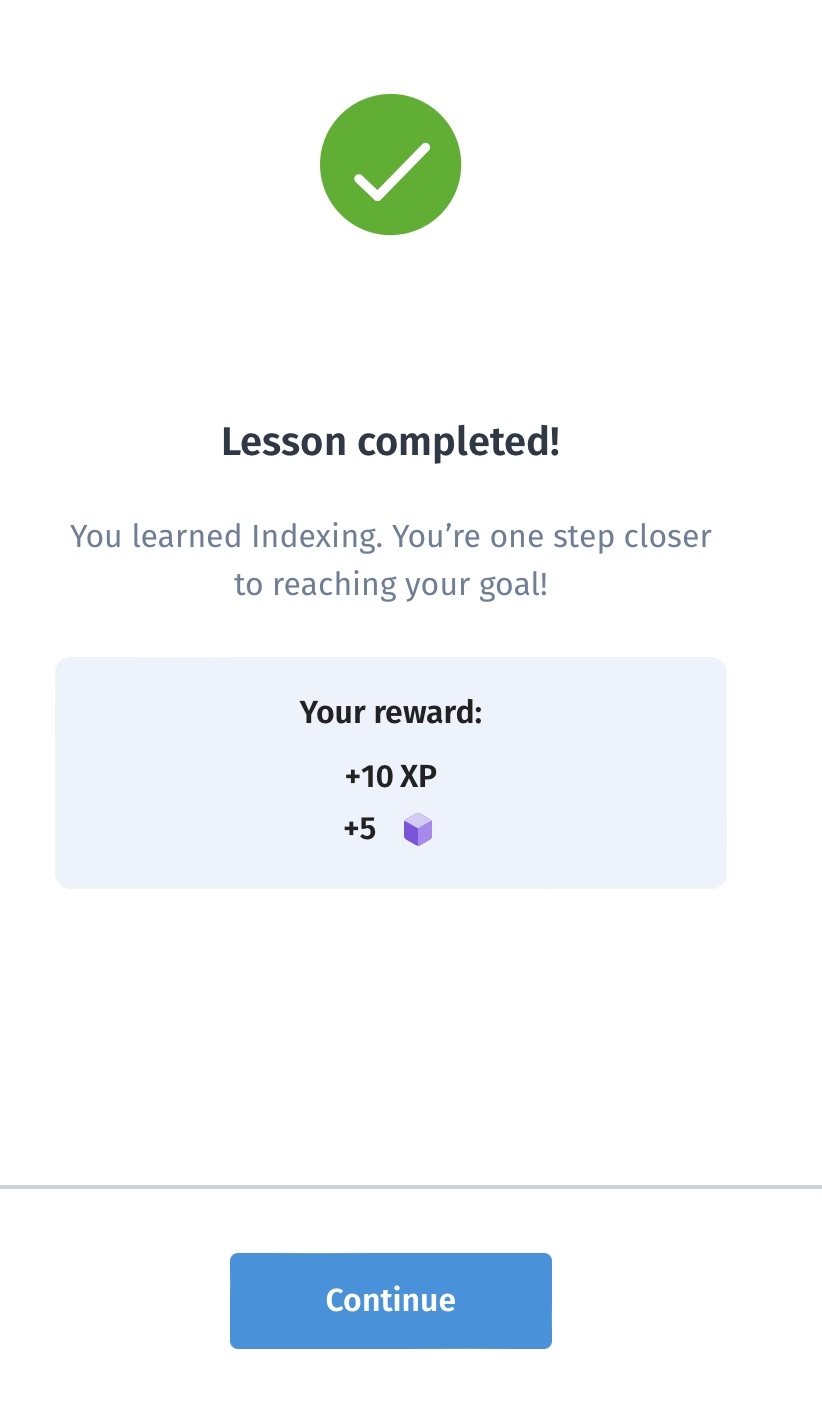 Lesson completed!
You learned Indexing. You’re one step closer
to reaching your goal!
Your reward:
+10 XP
+5
Continue